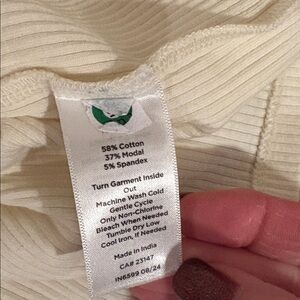 58% Cotton
37% Modal
5% Spandex
Turn Garment Inside
Out
Machine Wash Cold
Gentle Cycle
Only Non-Chlorine
Bleach When Needed
Tumble Dry Low
Cool Iron, If Needed
Made in India
CA# 23147
IN6599 08/24